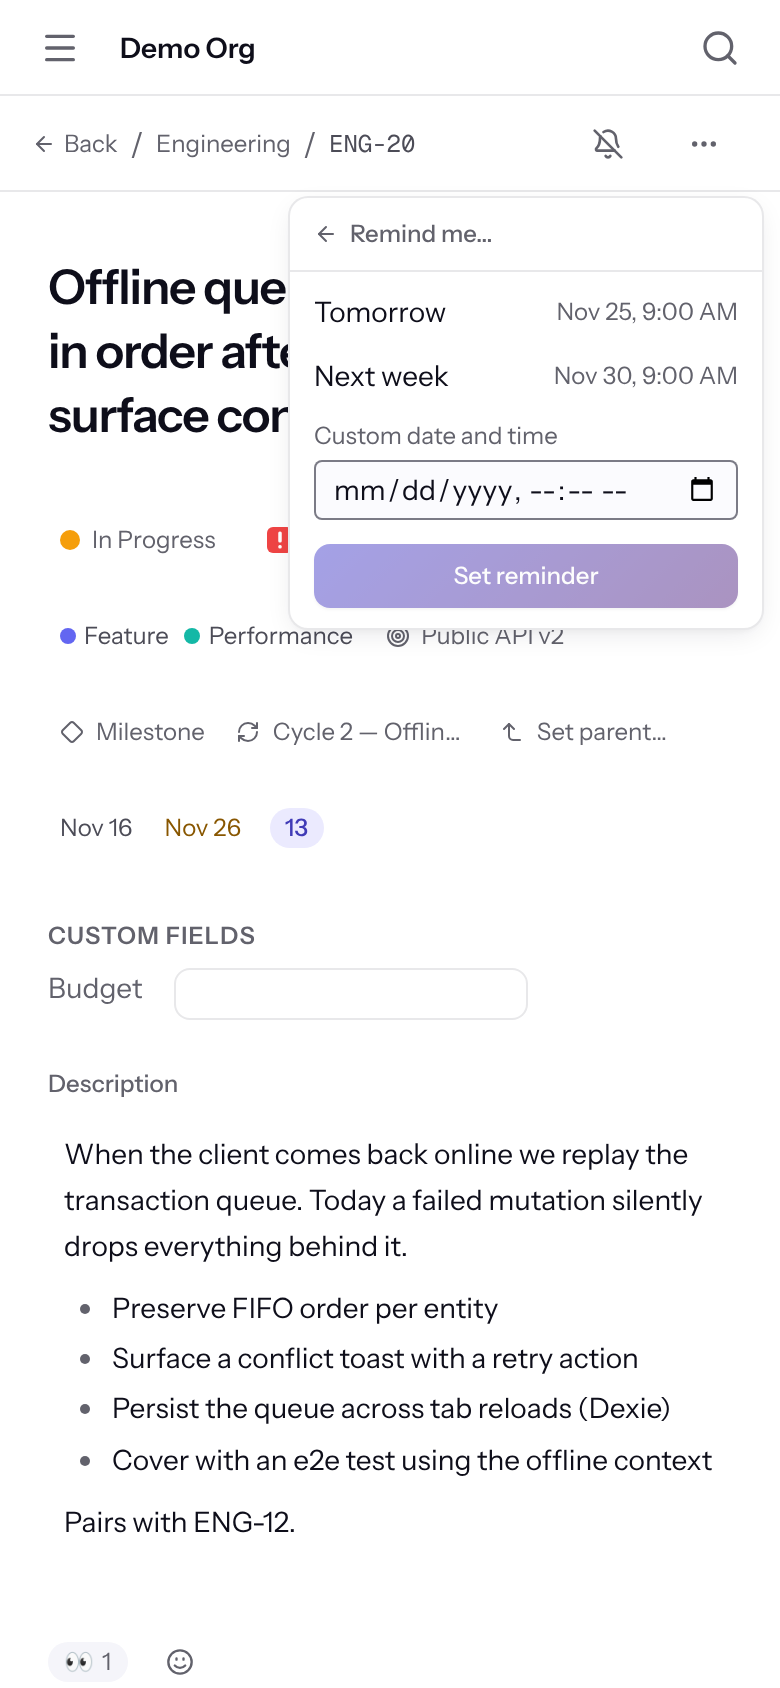 Demo Org
Back / Engineering / ENG-20
Remind me...
Tomorrow Nov 25, 9:00 AM
Next week Nov 30, 9:00 AM
Custom date and time
mm/dd/yyyy, --:-- --
Set reminder
Offline que
in order afte
surface con
In Progress
Feature Performance Public API v2
Milestone Cycle 2 — Offlin... Set parent...
Nov 16 Nov 26 13
CUSTOM FIELDS
Budget
Description
When the client comes back online we replay the
transaction queue. Today a failed mutation silently
drops everything behind it.
Preserve FIFO order per entity
Surface a conflict toast with a retry action
Persist the queue across tab reloads (Dexie)
Cover with an e2e test using the offline context
Pairs with ENG-12.
👀 1